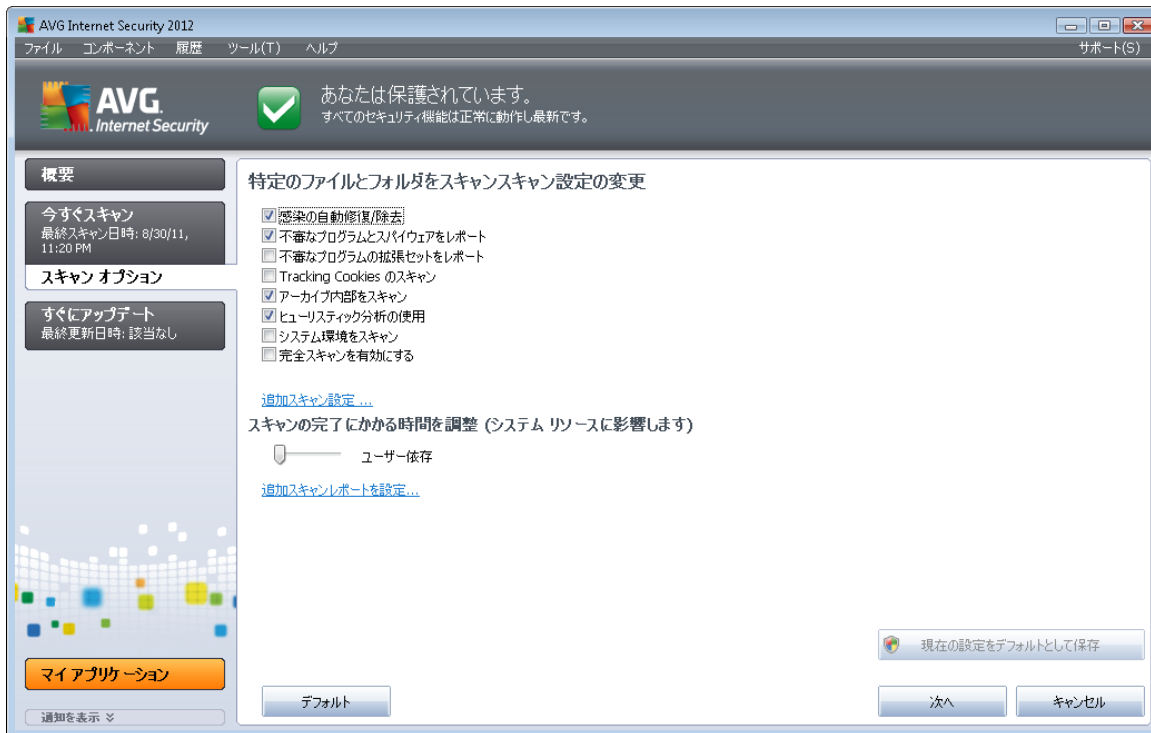 AVG Internet Security 2012
ファイル コンポーネント 履歴 ツール(T) ヘルプ サポート(S)
AVG.
Internet Security
あなたは保護されています。
すべてのセキュリティ機能は正常に動作し最新です。
概要
今すぐスキャン
最終スキャン日時: 8/30/11,
11:20 PM
スキャン オプション
すぐにアップデート
最終更新日時: 該当なし
特定のファイルとフォルダをスキャンスキャン設定の変更
感染の自動修復/除去
不審なプログラムとスパイウェアをレポート
不審なプログラムの拡張セットをレポート
Tracking Cookies のスキャン
アーカイブ内部をスキャン
ヒューリスティック分析の使用
システム環境をスキャン
完全スキャンを有効にする
追加スキャン設定 ...
スキャンの完了にかかる時間を調整 (システム リソースに影響します)
ユーザー依存
追加スキャンレポートを設定...
現在の設定をデフォルトとして保存
マイ アプリケーション
通知を表示
デフォルト
次へ
キャンセル